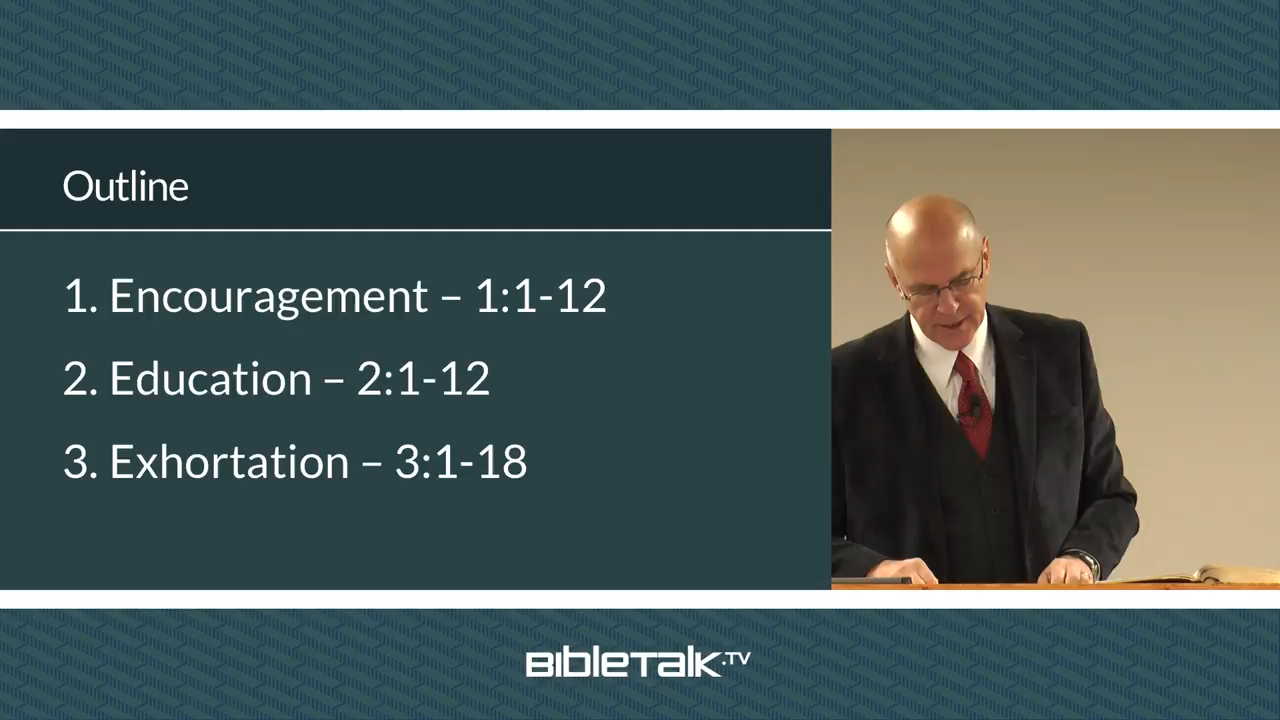 Outline
1. Encouragement – 1:1-12
2. Education – 2:1-12
3. Exhortation – 3:1-18
BIBLETALK.TV